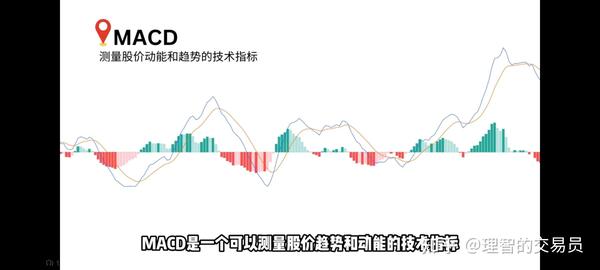 MACD
测量股价动能和趋势的技术指标
MACD是一个可以测量股价趋势和动能的技术指标
知乎 @理智的交易员